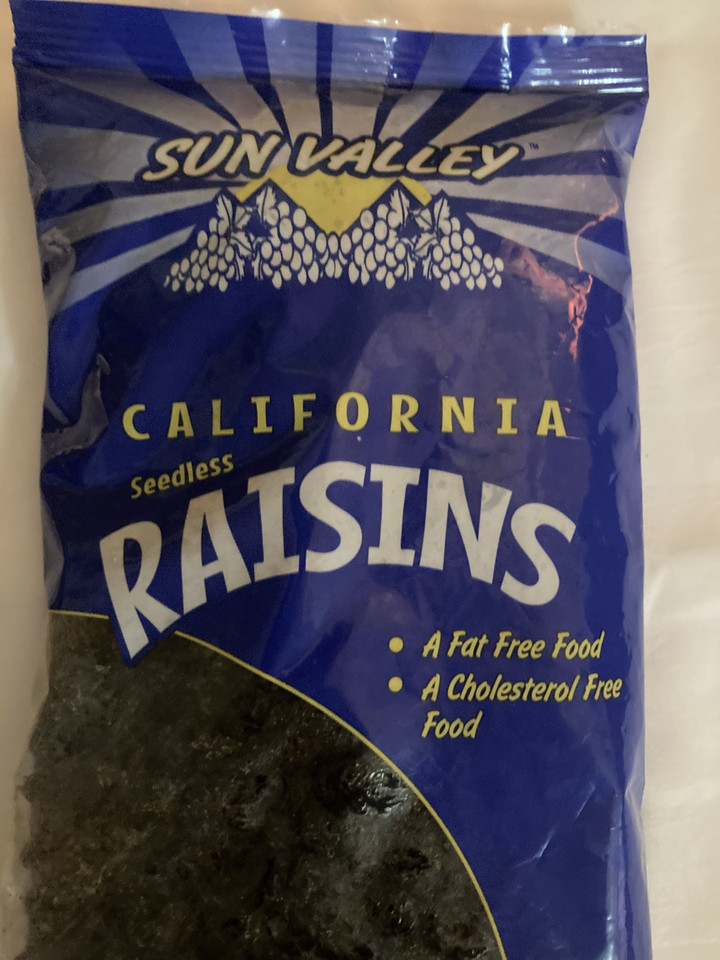 SUN VALLEY™
CALIFORNIA
Seedless
RAISINS
• A Fat Free Food
• A Cholesterol Free
Food